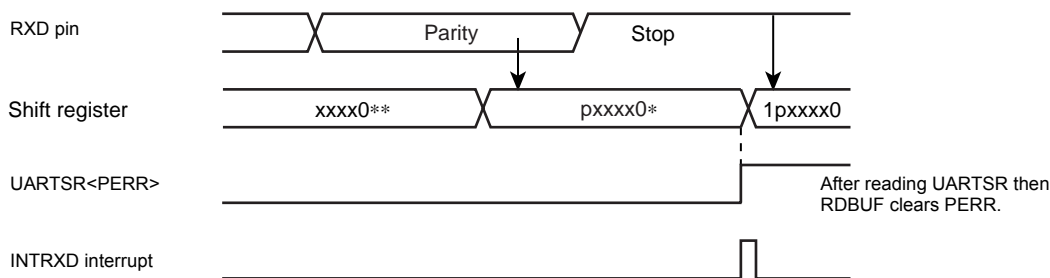 RXD pin
Parity
Stop
Shift register
xxxx0**
pxxxx0*
1pxxxx0
UARTSR<PERR>
After reading UARTSR then
RDBUF clears PERR.
INTRXD interrupt